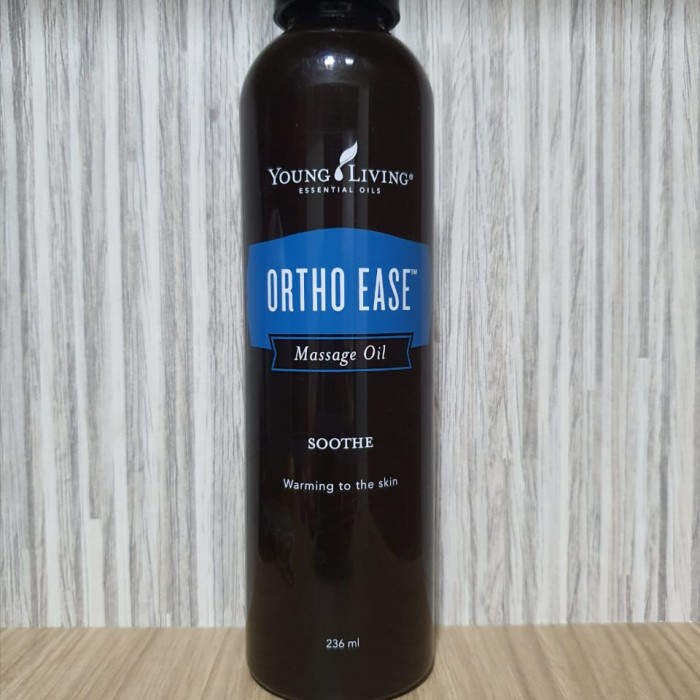 YOUNG LIVING®
ESSENTIAL OILS
ORTHO EASE™
Massage Oil
SOOTHE
Warming to the skin
236 ml